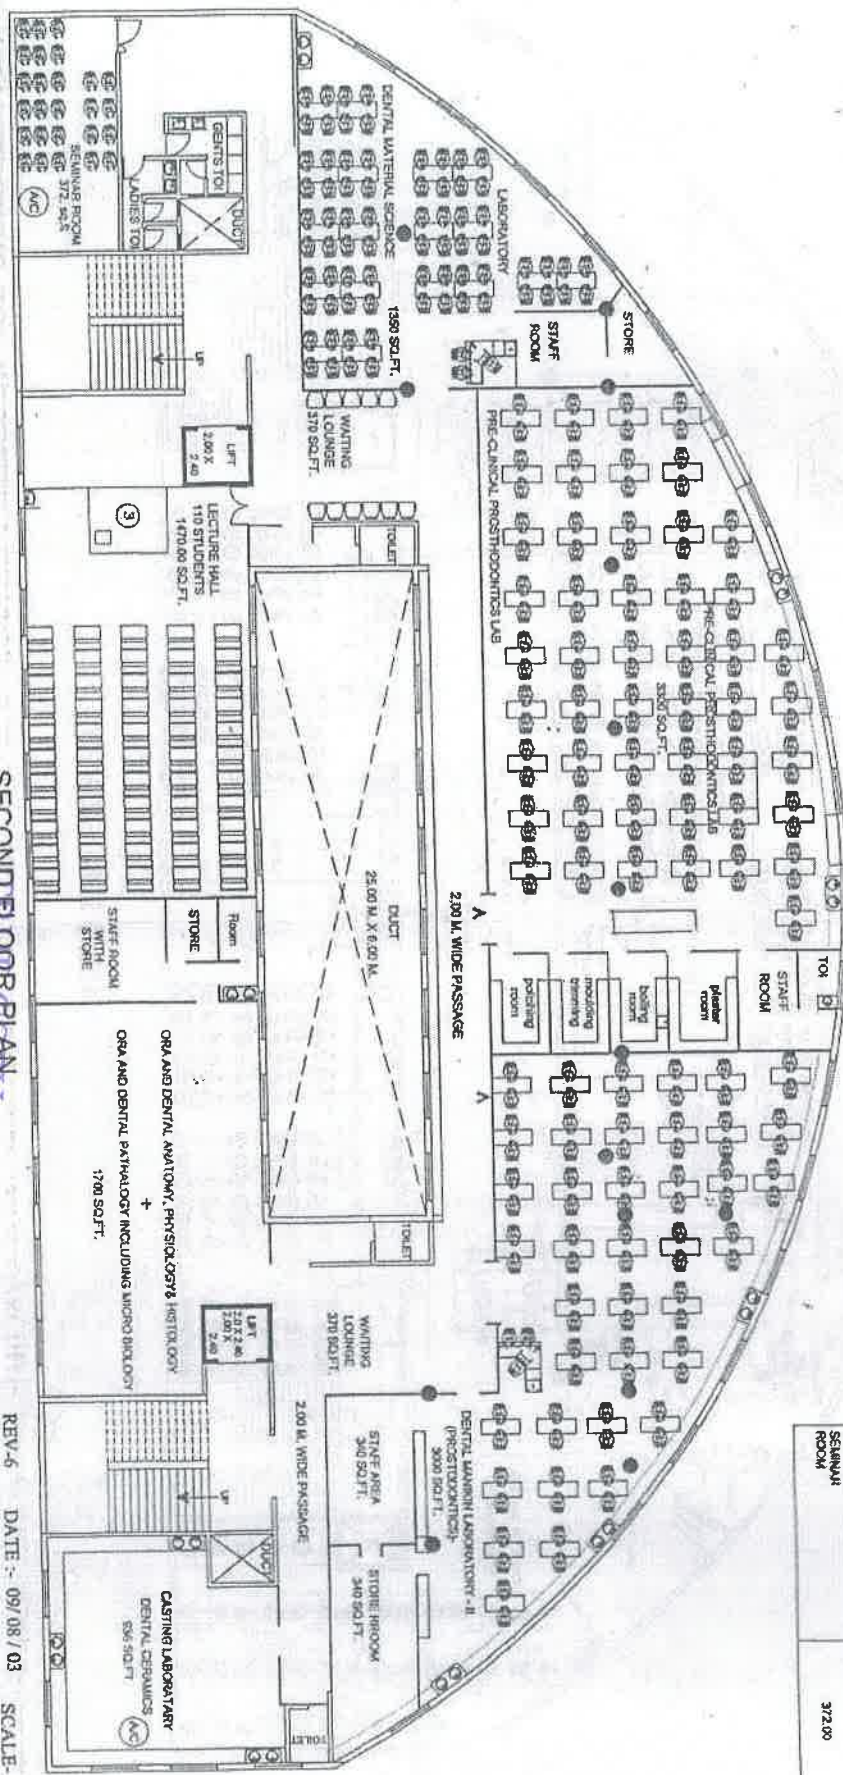 SEMINAR
ROOM
372.00
GENTS TOI
DUCT
LADIES TOI
SEMINAR ROOM
372. sq.ft.
A/C
UP
LIFT
2.00 X
2.40
DENTAL MATERIAL SCIENCE
LABORATORY
1350 SQ.FT.
STORE
STAFF
ROOM
WAITING
LOUNGE
370 SQ.FT.
TOILET
3
LECTURE HALL
110 STUDENTS
1470.00 SQ.FT.
PRE-CLINICAL PROSTHODONTICS LAB
PRE-CLINICAL PROSTHODONTICS LAB
3300 SQ.FT.
DUCT
25.00 M. X 6.00 M.
2.00 M. WIDE PASSAGE
A
A
TOI
STAFF
ROOM
plaster
room
boiling
room
moulding
trimming
polishing
room
Room
STORE
STAFF ROOM
WITH
STORE
ORA AND DENTAL ANATOMY, PHYSIOLOGY& HISTOLOGY
+
ORA AND DENTAL PATHALOGY INCLUDING MICRO BIOLOGY
1700 SQ.FT.
TOILET
LIFT
2.00 X
2.40
WAITING
LOUNGE
370 SQ.FT.
DENTAL MANIKIN LABORATORY - II
(PROSTODONTICS)-
3000 SQ.FT.
STAFF AREA
340 SQ.FT.
STORE RROOM
340 SQ.FT.
2.00 M. WIDE PASSAGE
UP
DUCT
CASTING LABORATARY
DENTAL CERAMICS
SQ.FT
A/C
TOILET
SECOND FLOOR PLAN
REV-6 DATE :- 09/ 08 / 03 SCALE-